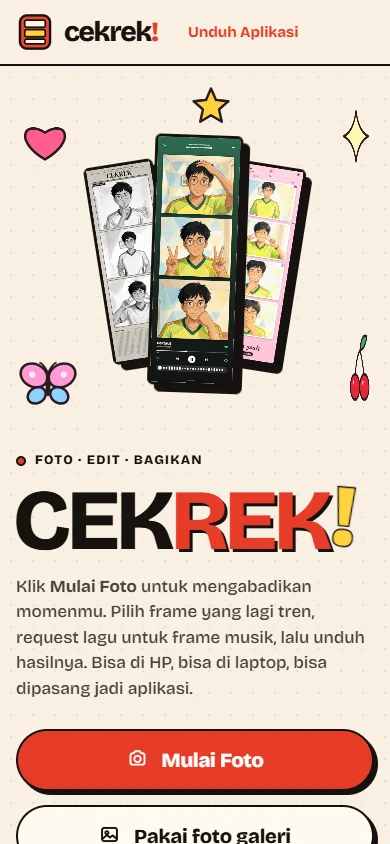 cekrek!
Unduh Aplikasi
CEKREK
FOTO · EDIT · BAGIKAN
CEKREK!
Klik Mulai Foto untuk mengabadikan
momenmu. Pilih frame yang lagi tren,
request lagu untuk frame musik, lalu unduh
hasilnya. Bisa di HP, bisa di laptop, bisa
dipasang jadi aplikasi.
Mulai Foto
Pakai foto galeri